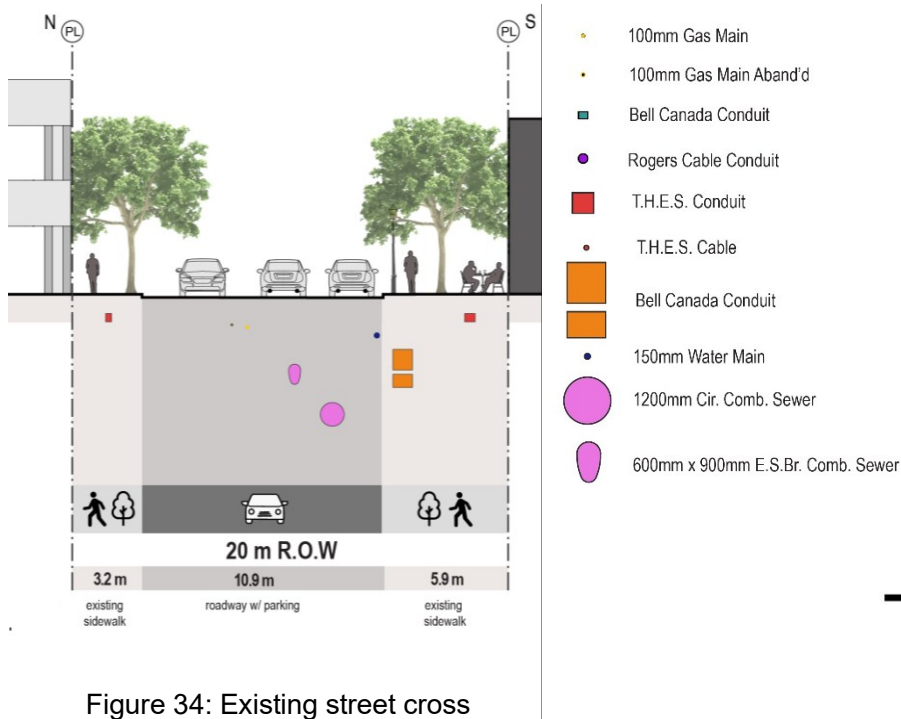 N PL PL S
100mm Gas Main
100mm Gas Main Aband'd
Bell Canada Conduit
Rogers Cable Conduit
T.H.E.S. Conduit
T.H.E.S. Cable
Bell Canada Conduit
150mm Water Main
1200mm Cir. Comb. Sewer
600mm x 900mm E.S.Br. Comb. Sewer
20 m R.O.W
3.2 m 10.9 m 5.9 m
existing roadway w/ parking existing
sidewalk sidewalk
Figure 34: Existing street cross